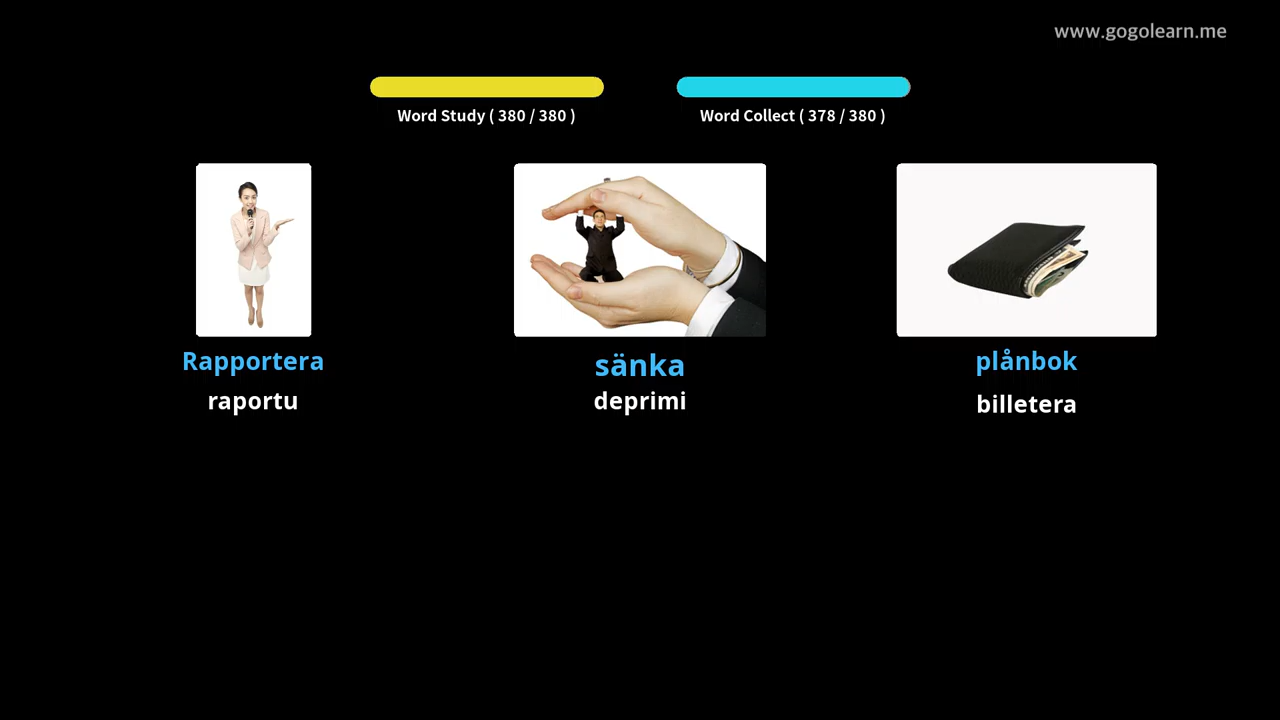 www.gogolearn.me
Word Study ( 380 / 380 )
Word Collect ( 378 / 380 )
Rapportera
raportu
sänka
deprimi
plånbok
billetera